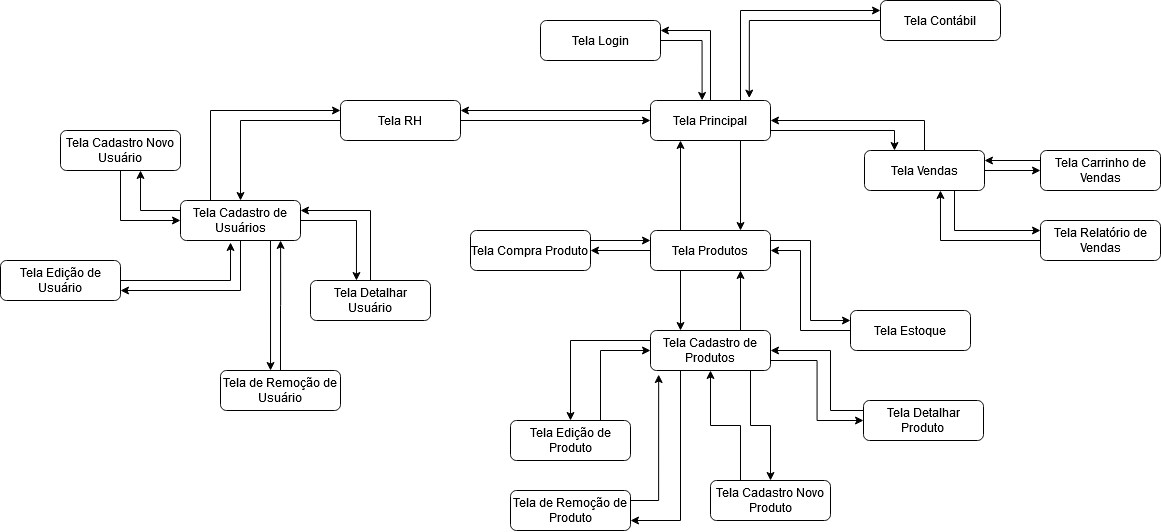 Tela Contábil
Tela Login
Tela RH
Tela Principal
Tela Cadastro Novo
Usuário
Tela Vendas
Tela Carrinho de
Vendas
Tela Cadastro de
Usuários
Tela Compra Produto
Tela Produtos
Tela Relatório de
Vendas
Tela Edição de
Usuário
Tela Detalhar
Usuário
Tela Estoque
Tela Cadastro de
Produtos
Tela de Remoção de
Usuário
Tela Edição de
Produto
Tela Detalhar
Produto
Tela de Remoção de
Produto
Tela Cadastro Novo
Produto